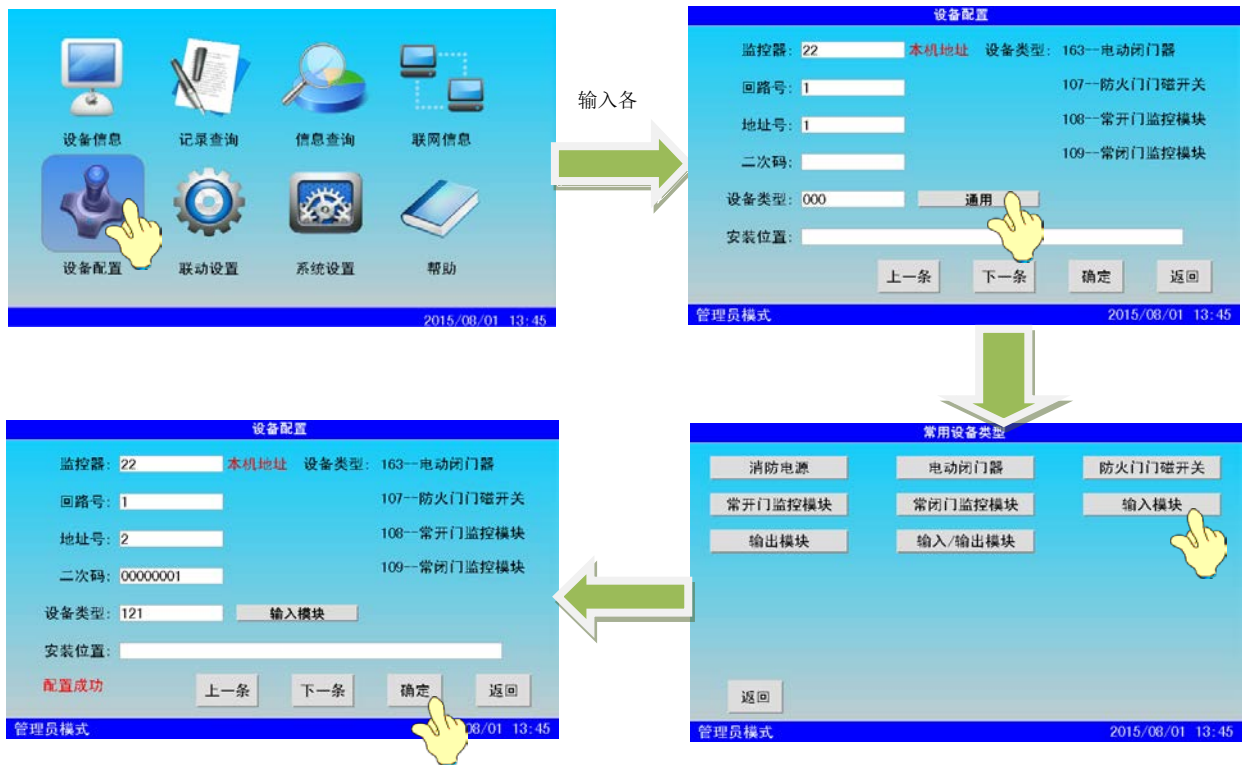 设备信息 记录查询 信息查询 联网信息
设备配置 联动设置 系统设置 帮助
2015/08/01 13:45
输入各
设备配置
监控器: 22 本机地址 设备类型: 163--电动闭门器
回路号: 1 107--防火门门磁开关
地址号: 1 108--常开门监控模块
二次码: 109--常闭门监控模块
设备类型: 000 通用
安装位置:
上一条 下一条 确定 返回
管理员模式 2015/08/01 13:45
常用设备类型
消防电源 电动闭门器 防火门门磁开关
常开门监控模块 常闭门监控模块 输入模块
输出模块 输入/输出模块
返回
管理员模式 2015/08/01 13:45
设备配置
监控器: 22 本机地址 设备类型: 163--电动闭门器
回路号: 1 107--防火门门磁开关
地址号: 2 108--常开门监控模块
二次码: 00000001 109--常闭门监控模块
设备类型: 121 输入模块
安装位置:
配置成功 上一条 下一条 确定 返回
管理员模式 08/01 13:45